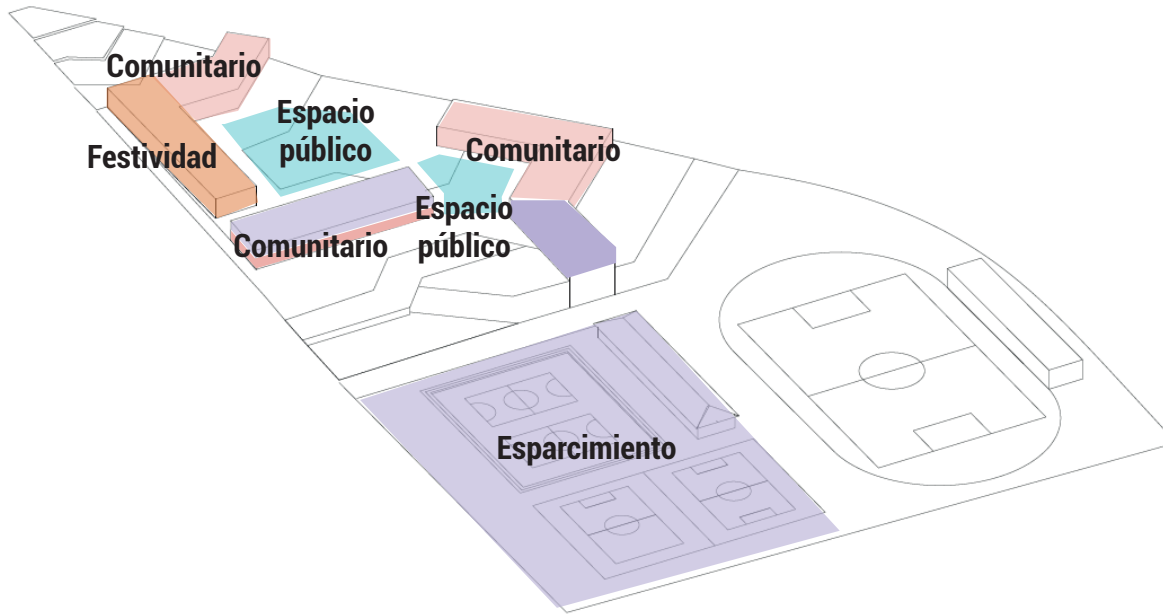 Comunitario
Espacio
público
Festividad
Comunitario
Comunitario
Espacio
público
Esparcimiento